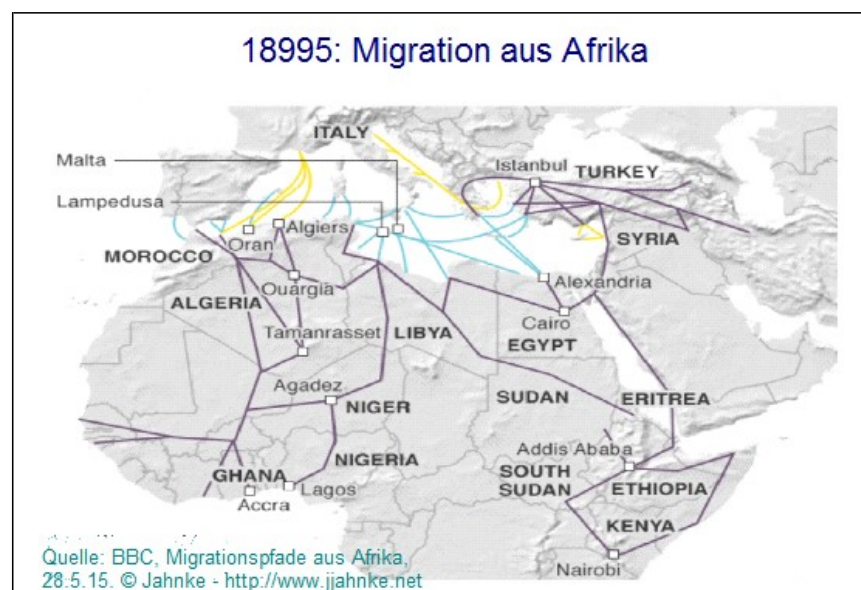 18995: Migration aus Afrika
ITALY
Malta
Istanbul
TURKEY
Lampedusa
Oran
Algiers
SYRIA
MOROCCO
Ouargia
Alexandria
ALGERIA
Cairo
Tamanrasset
LIBYA
EGYPT
Agadez
NIGER
SUDAN
ERITREA
Addis Ababa
NIGERIA
SOUTH
SUDAN
GHANA
Lagos
ETHIOPIA
Accra
KENYA
Nairobi
Quelle: BBC, Migrationspfade aus Afrika,
28.5.15. © Jahnke - http://www.jjahnke.net